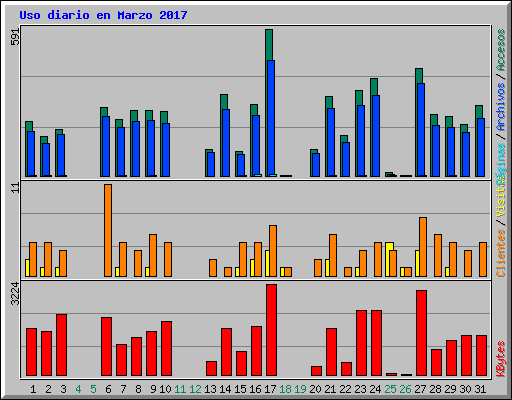 Uso diario en Marzo 2017
591
11
3224
Accesos / Archivos / Páginas / Visitas / Clientes
KBytes
1 2 3 4 5 6 7 8 9 10 11 12 13 14 15 16 17 18 19 20 21 22 23 24 25 26 27 28 29 30 31